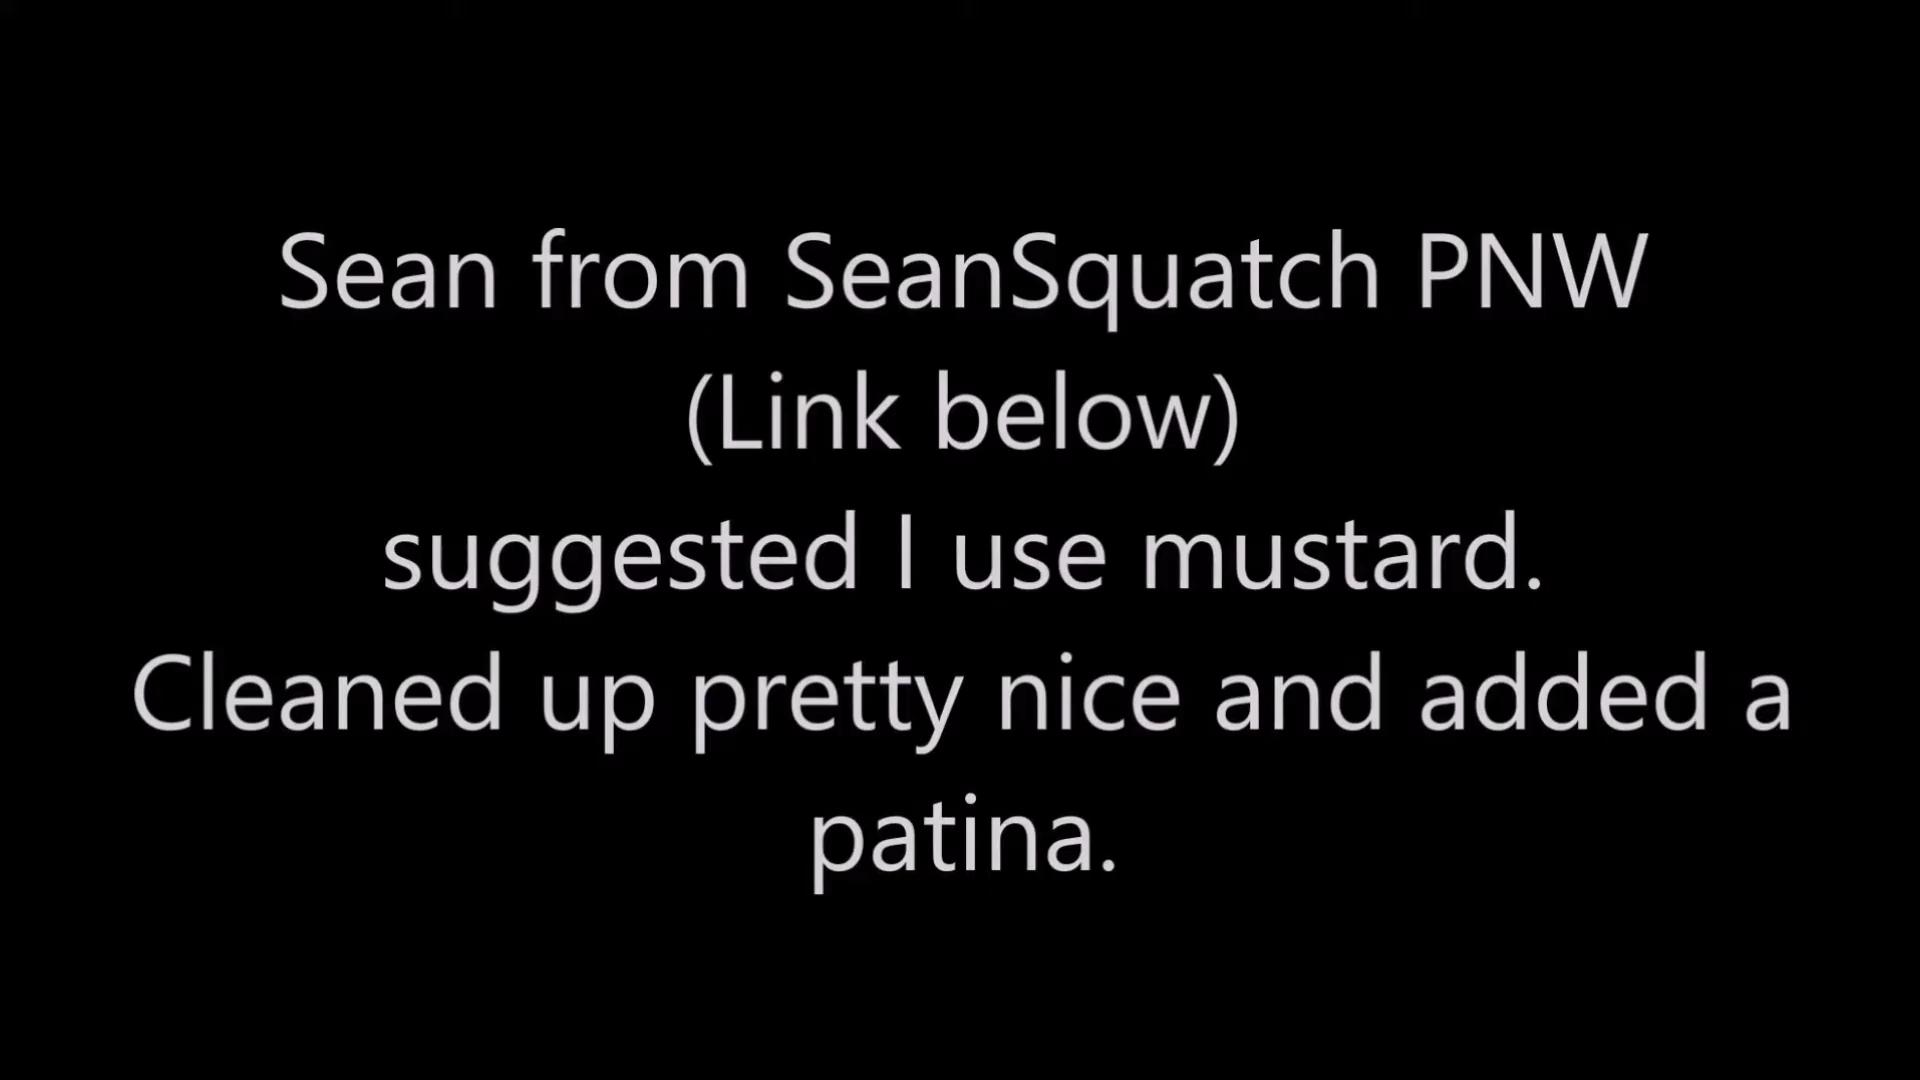 Sean from SeanSquatch PNW
(Link below)
suggested I use mustard.
Cleaned up pretty nice and added a
patina.